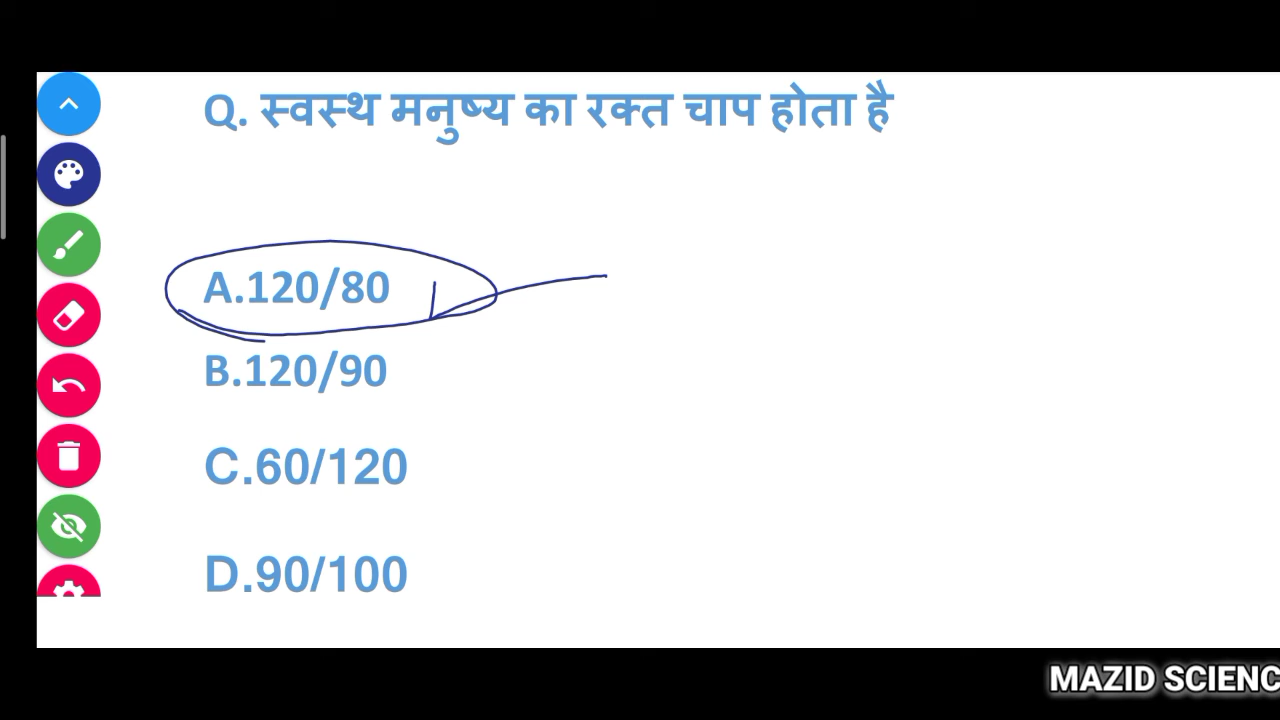 Q. स्वस्थ मनुष्य का रक्त चाप होता है
A.120/80
B.120/90
C.60/120
D.90/100
MAZID SCIENC